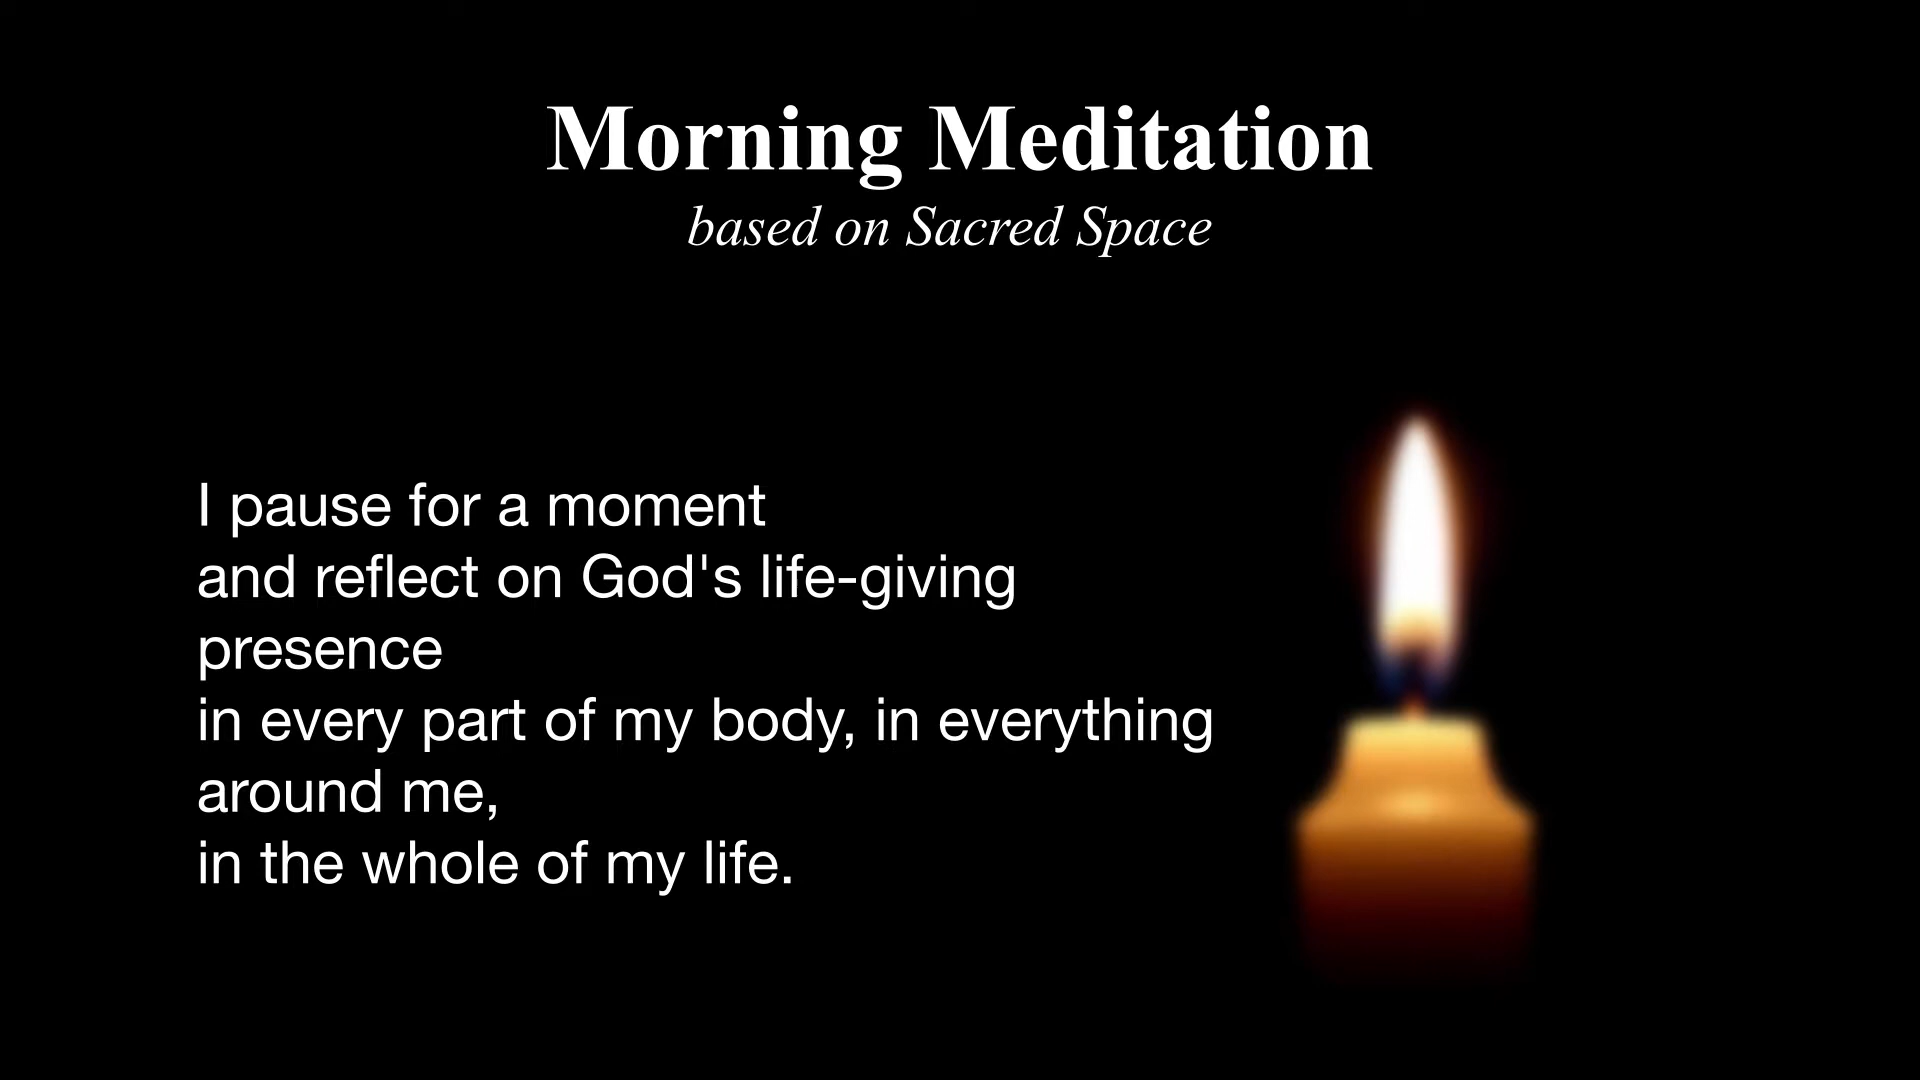 Morning Meditation
based on Sacred Space
I pause for a moment
and reflect on God's life-giving
presence
in every part of my body, in everything
around me,
in the whole of my life.